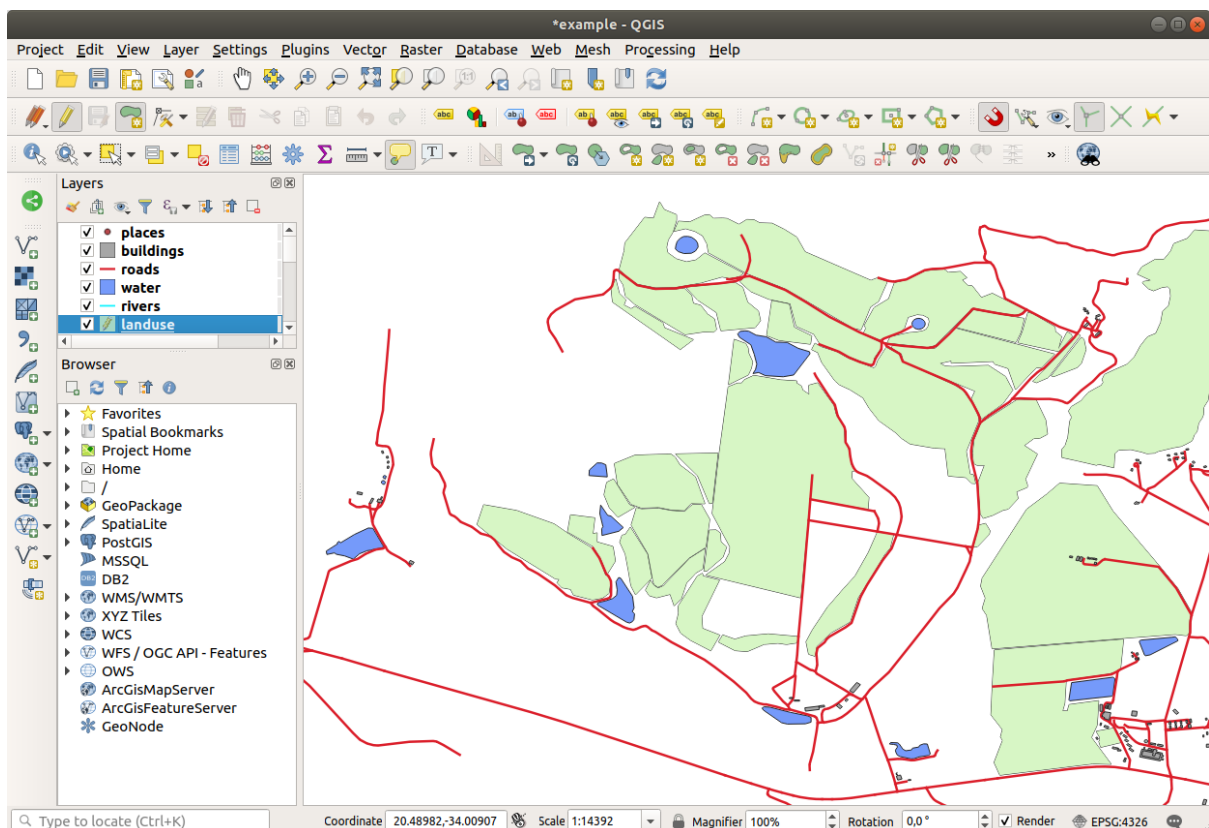 *example - QGIS
Project Edit View Layer Settings Plugins Vector Raster Database Web Mesh Processing Help
Layers
places
buildings
roads
water
rivers
landuse
Browser
Favorites
Spatial Bookmarks
Project Home
Home
/
GeoPackage
SpatiaLite
PostGIS
MSSQL
DB2
WMS/WMTS
XYZ Tiles
WCS
WFS / OGC API - Features
OWS
ArcGisMapServer
ArcGisFeatureServer
GeoNode
Type to locate (Ctrl+K) Coordinate 20.48982,-34.00907 Scale 1:14392 Magnifier 100% Rotation 0,0 ° Render EPSG:4326